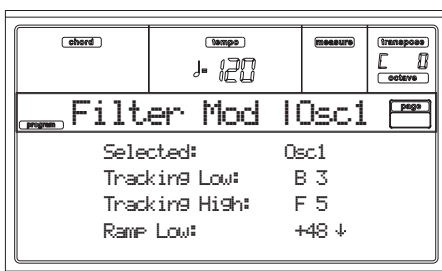 chord tempo measure transpose
♩= 120 C 0
octave
program Filter Mod |Osc1 page
Selected: Osc1
Tracking Low: B 3
Tracking High: F 5
Ramp Low: +48 ↓